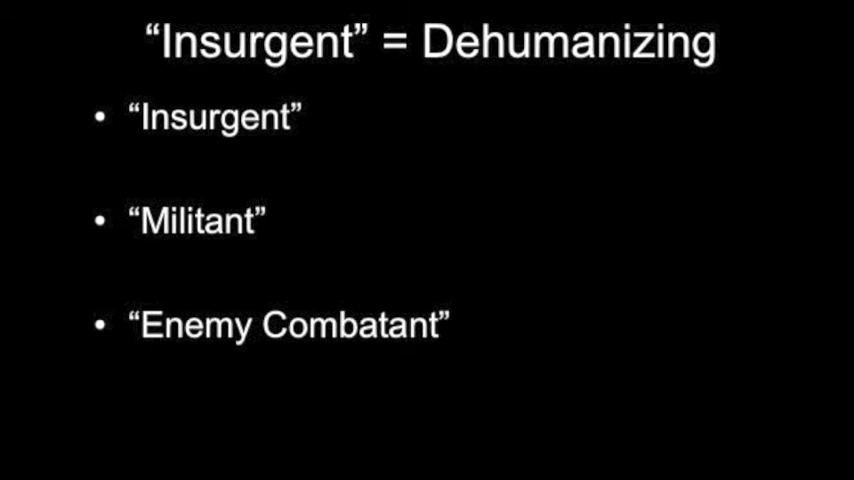 “Insurgent” = Dehumanizing
• “Insurgent”
• “Militant”
• “Enemy Combatant”